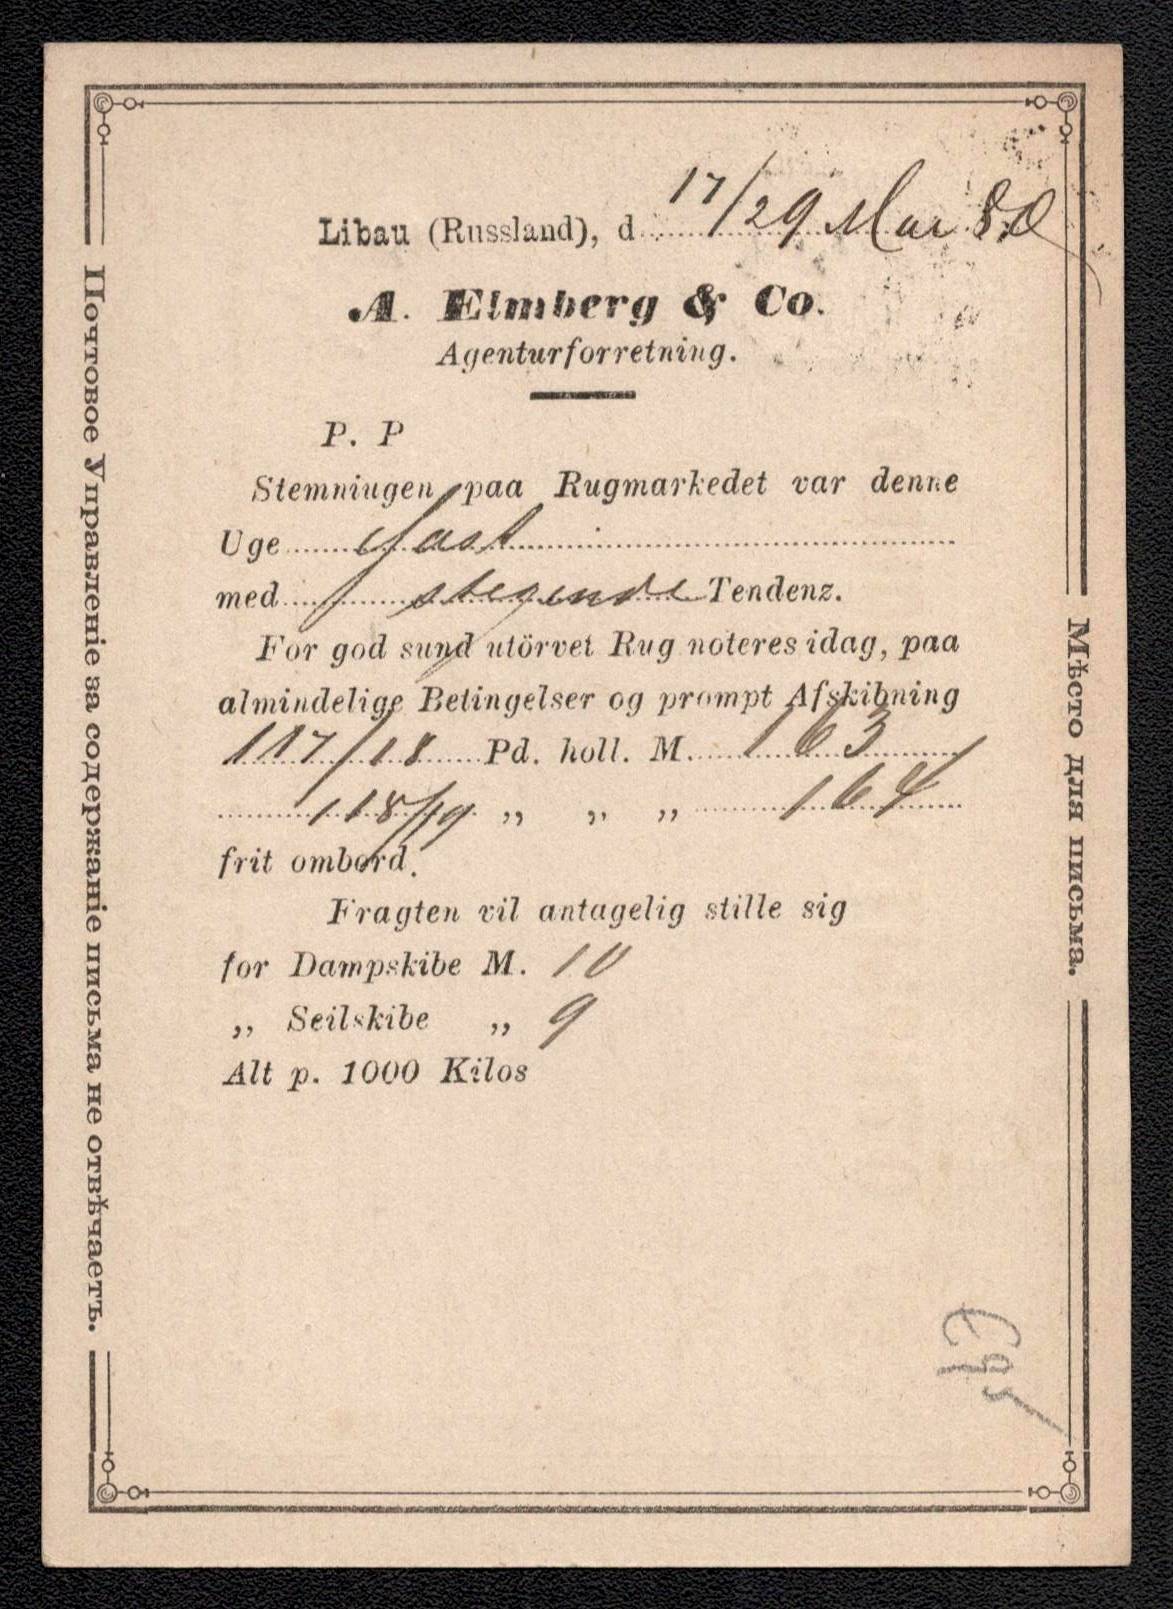 Libau (Russland), d 17/29 Mar 80
A. Elmberg & Co.
Agenturforretning.
P. P
Stemningen paa Rugmarkedet var denne
Uge fast
med stegende Tendenz.
For god sund utörvet Rug noteres idag, paa
almindelige Betingelser og prompt Afskibning
117/18 Pd. holl. M. 163
118/19 „ „ „ 164
frit ombord.
Fragten vil antagelig stille sig
for Dampskibe M. 10
„ Seilskibe „ 9
Alt p. 1000 Kilos
Почтовое Управленіе за содержаніе письма не отвѣчаетъ.
Мѣсто для письма.